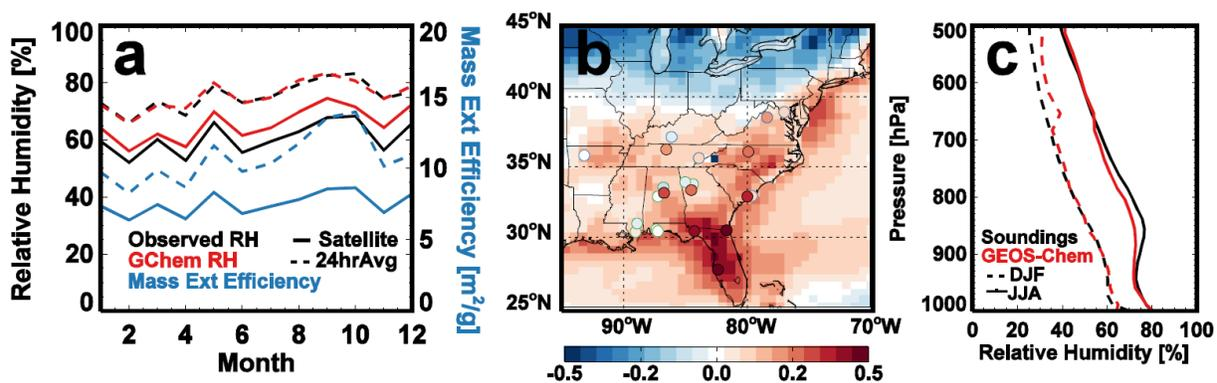 a
100
80
60
40
20
0
Relative Humidity [%]
20
15
10
5
0
Mass Ext Efficiency [m²/g]
Observed RH
GChem RH
Mass Ext Efficiency
Satellite
24hrAvg
2 4 6 8 10 12
Month
b
45°N
40°N
35°N
30°N
25°N
90°W 80°W 70°W
-0.5 -0.2 0.0 0.2 0.5
c
500
600
700
800
900
1000
Pressure [hPa]
Soundings
GEOS-Chem
DJF
JJA
0 20 40 60 80 100
Relative Humidity [%]